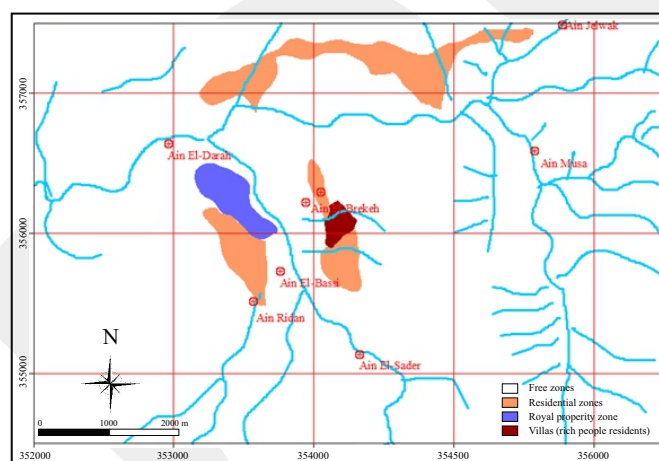 Ain Jelwak
357000
Ain El-Darah
Ain Musa
Ain
Brekeh
356000
Ain El-Bassi
Ain Ridan
N
Ain El-Sader
355000
Free zones
Residential zones
Royal properity zone
Villas (rich people residents)
0 1000 2000 m
352000 353000 354000 354500 356000